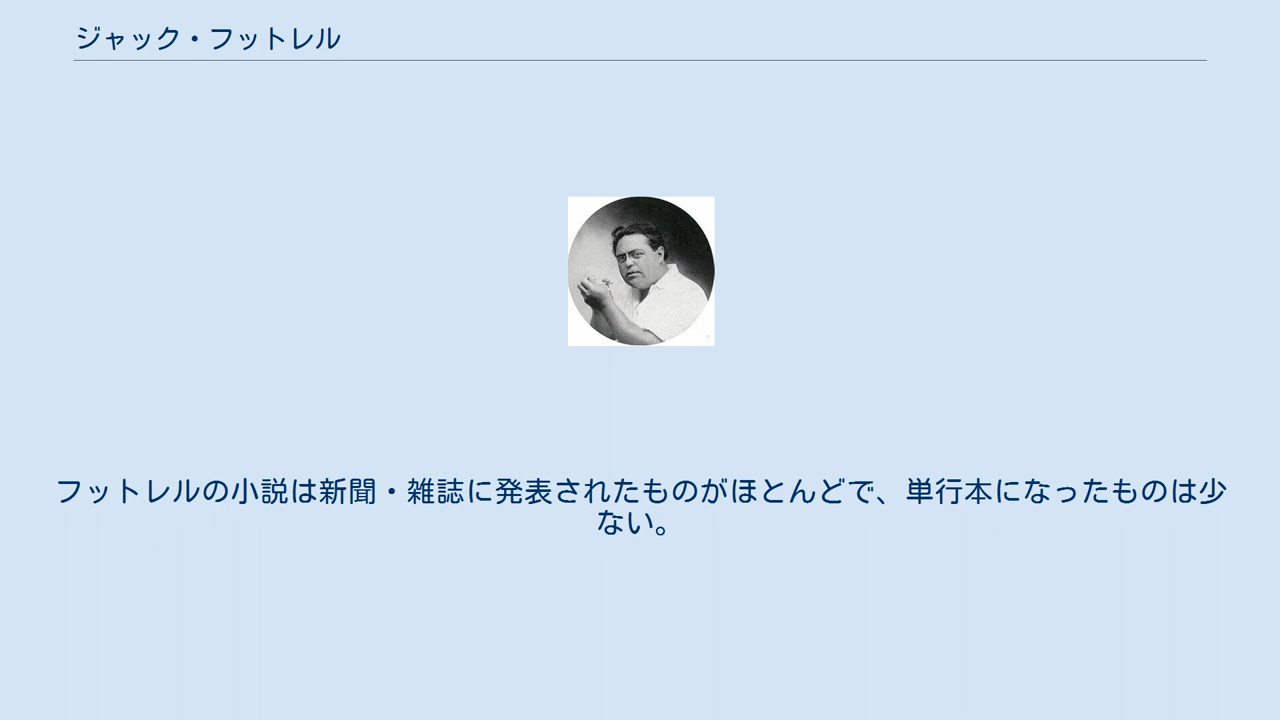 ジャック・フットレル
フットレルの小説は新聞・雑誌に発表されたものがほとんどで、単行本になったものは少
ない。